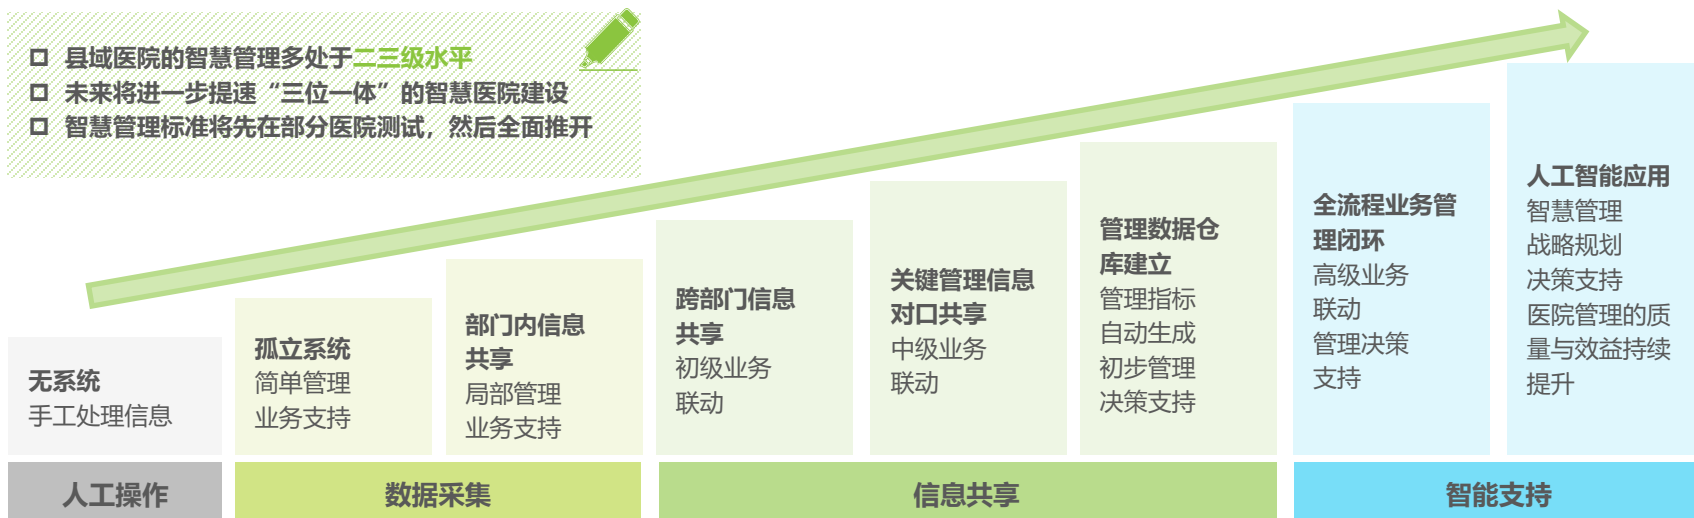 县域医院的智慧管理多处于二三级水平
未来将进一步提速“三位一体”的智慧医院建设
智慧管理标准将先在部分医院测试，然后全面推开
无系统
手工处理信息
孤立系统
简单管理
业务支持
部门内信息
共享
局部管理
业务支持
跨部门信息
共享
初级业务
联动
关键管理信息
对口共享
中级业务
联动
管理数据仓
库建立
管理指标
自动生成
初步管理
决策支持
全流程业务管
理闭环
高级业务
联动
管理决策
支持
人工智能应用
智慧管理
战略规划
决策支持
医院管理的质
量与效益持续
提升
人工操作
数据采集
信息共享
智能支持